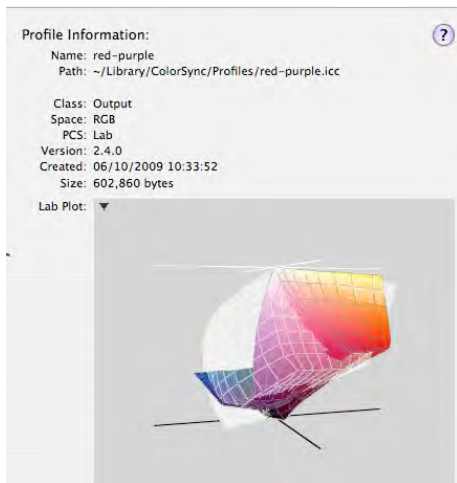 Profile Information:
?
Name: red-purple
Path: ~/Library/ColorSync/Profiles/red-purple.icc
Class: Output
Space: RGB
PCS: Lab
Version: 2.4.0
Created: 06/10/2009 10:33:52
Size: 602,860 bytes
Lab Plot: